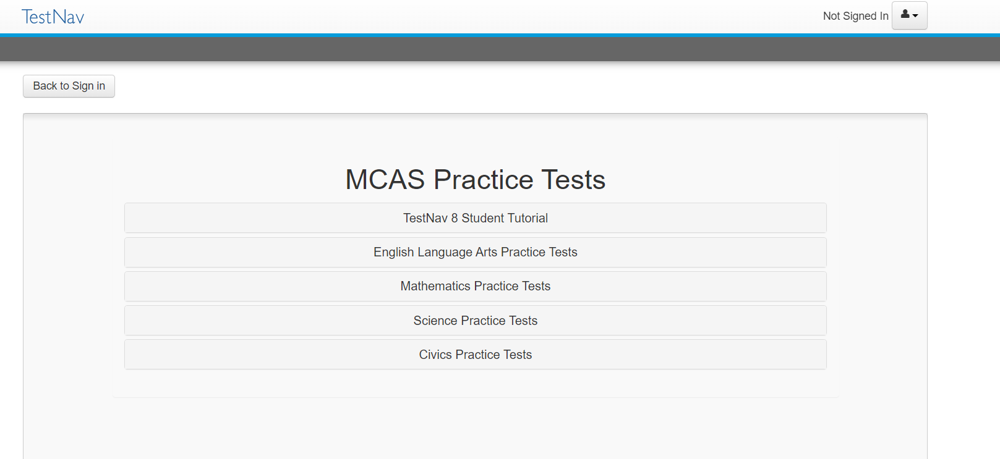 TestNav
Not Signed In
Back to Sign in
MCAS Practice Tests
TestNav 8 Student Tutorial
English Language Arts Practice Tests
Mathematics Practice Tests
Science Practice Tests
Civics Practice Tests